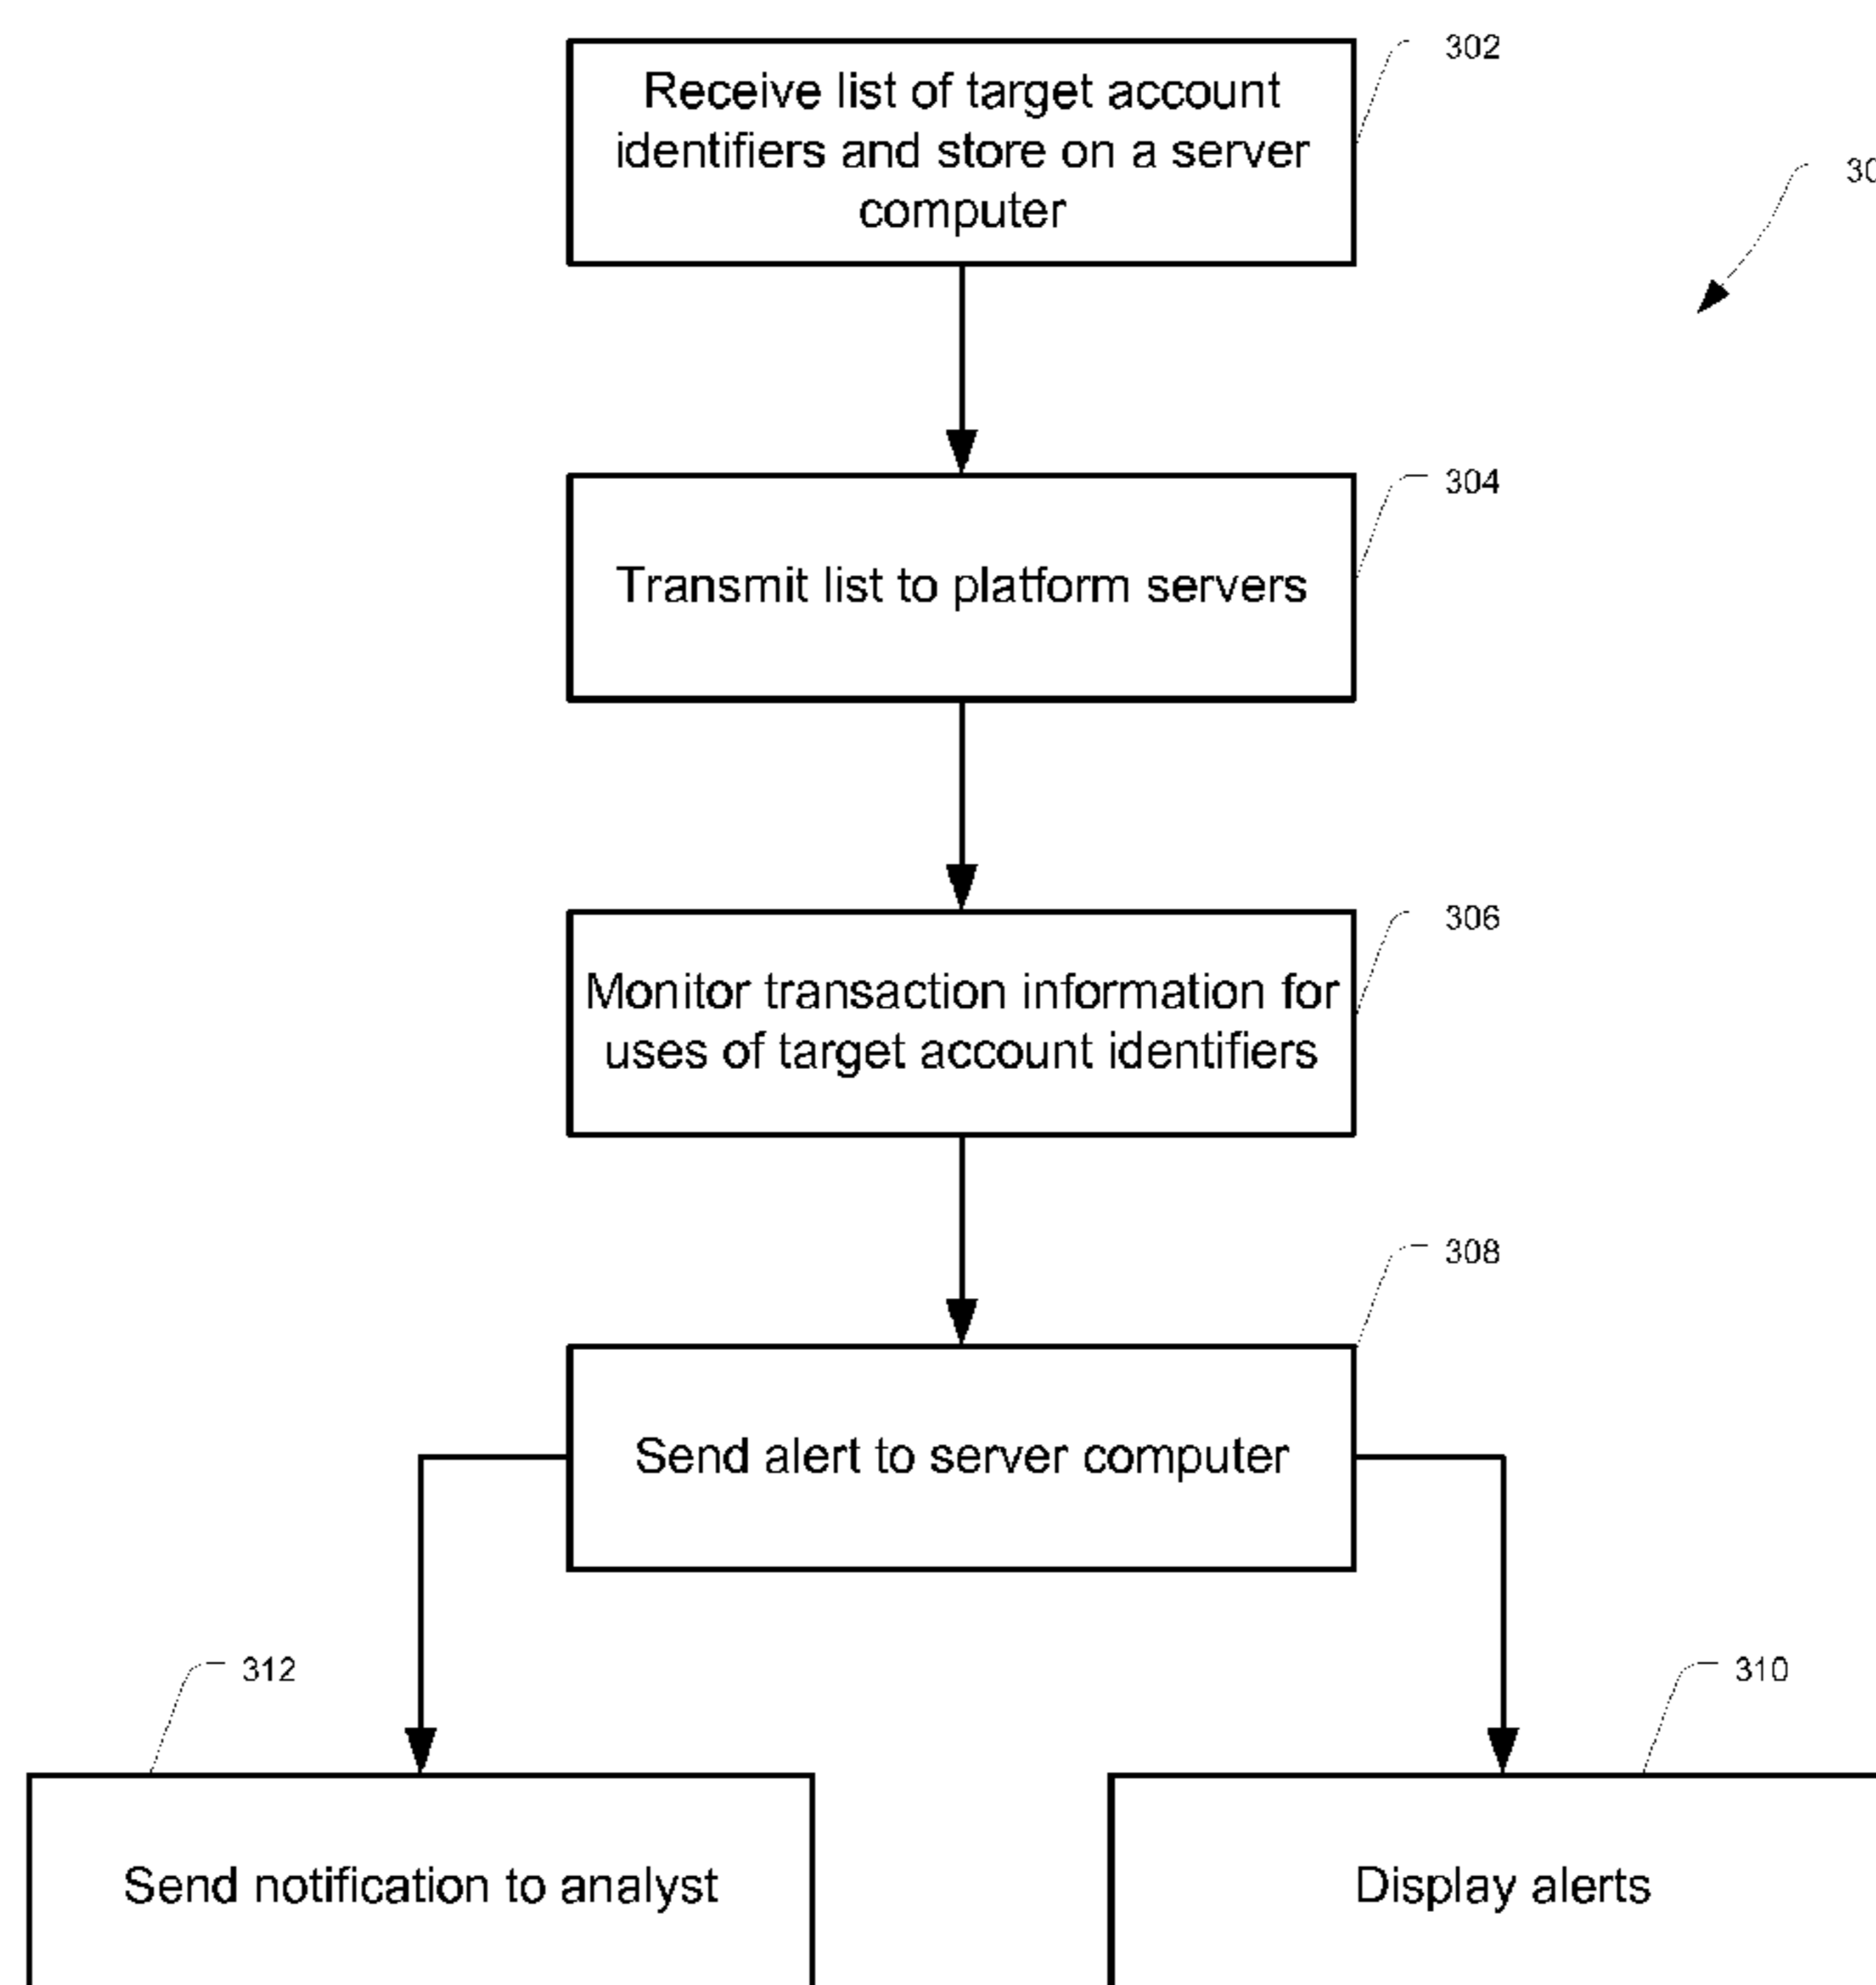 302
Receive list of target account
identifiers and store on a server
computer
304
Transmit list to platform servers
306
Monitor transaction information for
uses of target account identifiers
308
Send alert to server computer
312
310
Send notification to analyst
Display alerts